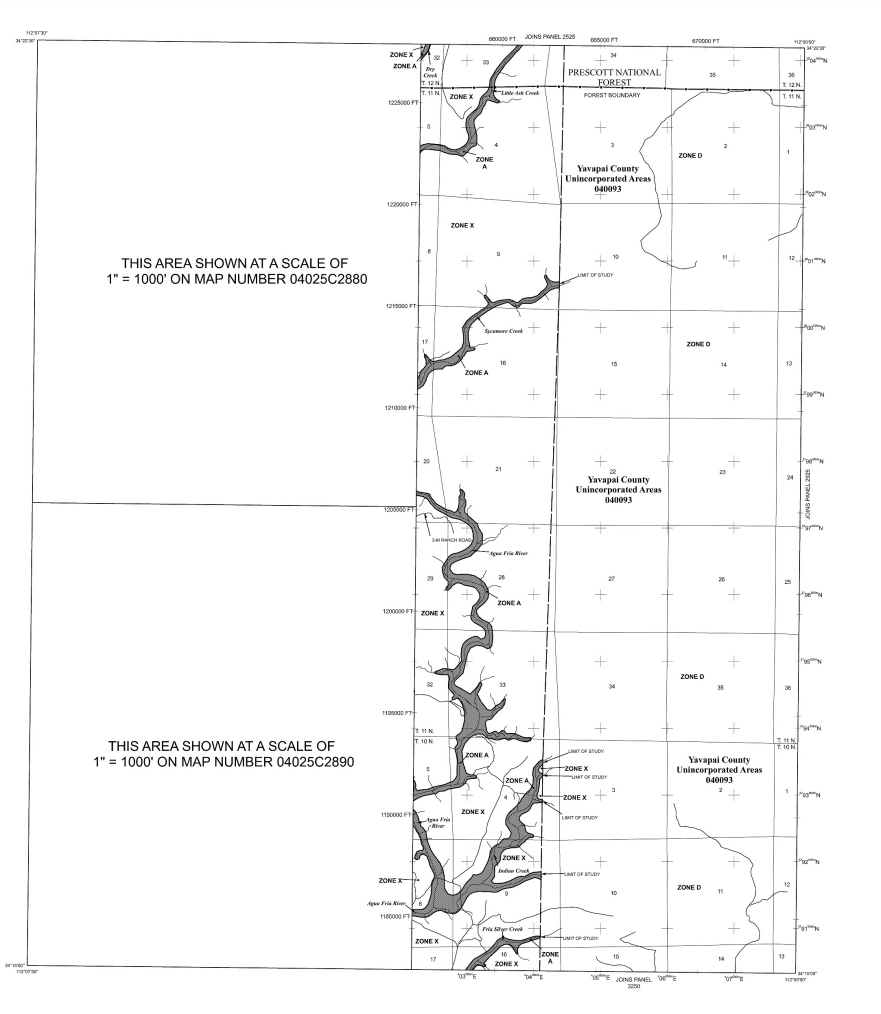 112°07'30"
34°22'30"
660000 FT
JOINS PANEL 2525
665000 FT
670000 FT
112°00'00"
34°22'30"
ZONE X
ZONE A
32
Dry
Creek
33
34
35
36
PRESCOTT NATIONAL
FOREST
T. 12 N.
T. 11 N.
T. 12 N.
T. 11 N.
FOREST BOUNDARY
1225000 FT
ZONE X
Little Ash Creek
5
4
3
2
1
ZONE
A
ZONE D
Yavapai County
Unincorporated Areas
040093
1220000 FT
ZONE X
8
9
10
11
12
THIS AREA SHOWN AT A SCALE OF
1" = 1000' ON MAP NUMBER 04025C2880
LIMIT OF STUDY
1215000 FT
Sycamore Creek
17
16
15
14
13
ZONE D
ZONE A
1210000 FT
20
21
22
23
24
Yavapai County
Unincorporated Areas
040093
JOINS PANEL 2925
1205000 FT
3-M RANCH ROAD
Agua Fria River
29
28
27
26
25
ZONE A
1200000 FT
ZONE X
ZONE D
32
33
34
35
36
1195000 FT
T. 11 N.
T. 10 N.
T. 11 N.
T. 10 N.
THIS AREA SHOWN AT A SCALE OF
1" = 1000' ON MAP NUMBER 04025C2890
ZONE A
LIMIT OF STUDY
ZONE X
LIMIT OF STUDY
Yavapai County
Unincorporated Areas
040093
5
ZONE A
4
ZONE X
3
2
1
1190000 FT
ZONE X
LIMIT OF STUDY
Agua Fria
River
ZONE X
Indian Creek
LIMIT OF STUDY
ZONE X
8
9
10
11
12
ZONE D
Agua Fria River
1185000 FT
Fria Silver Creek
LIMIT OF STUDY
ZONE X
17
16
ZONE X
ZONE
A
15
14
13
34°15'00"
112°07'30"
JOINS PANEL
3250
34°15'00"
112°00'00"